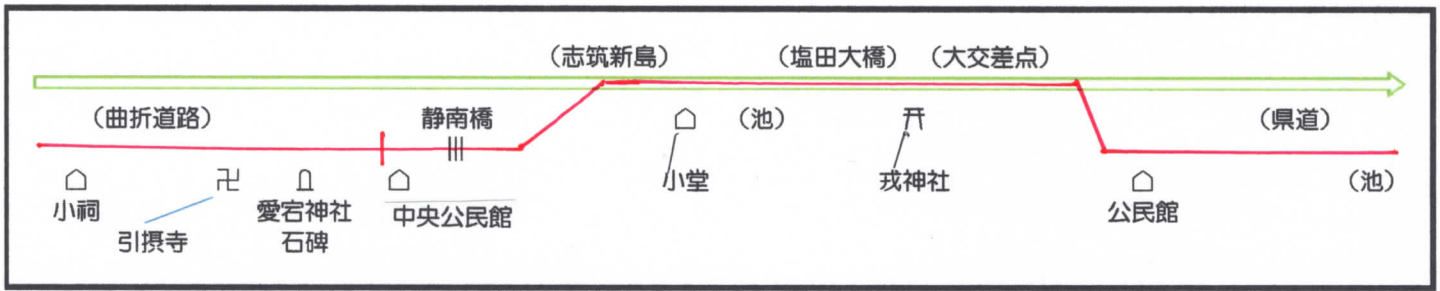 （志筑新島）
（塩田大橋）
（大交差点）
（曲折道路）
静南橋
（池）
（県道）
小祠
引摂寺
愛宕神社
石碑
中央公民館
小堂
戎神社
公民館
（池）